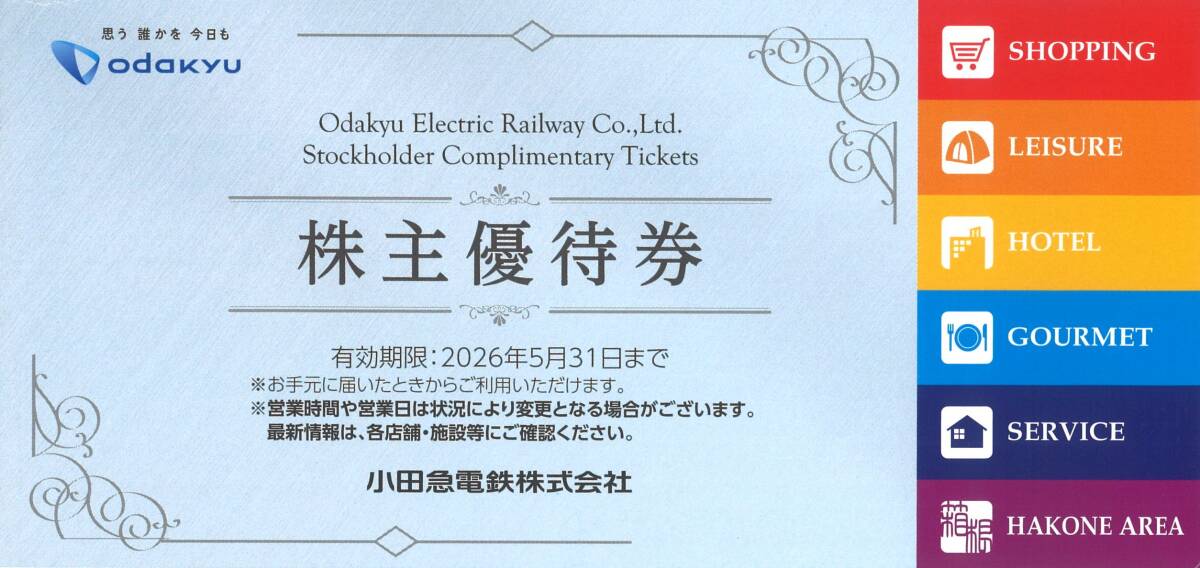 思う 誰かを 今日も
odakyu
Odakyu Electric Railway Co.,Ltd.
Stockholder Complimentary Tickets
株主優待券
有効期限:2026年5月31日まで
※お手元に届いたときからご利用いただけます。
※営業時間や営業日は状況により変更となる場合がございます。
最新情報は、各店舗・施設等にご確認ください。
小田急電鉄株式会社
SHOPPING
LEISURE
HOTEL
GOURMET
SERVICE
箱根
HAKONE AREA